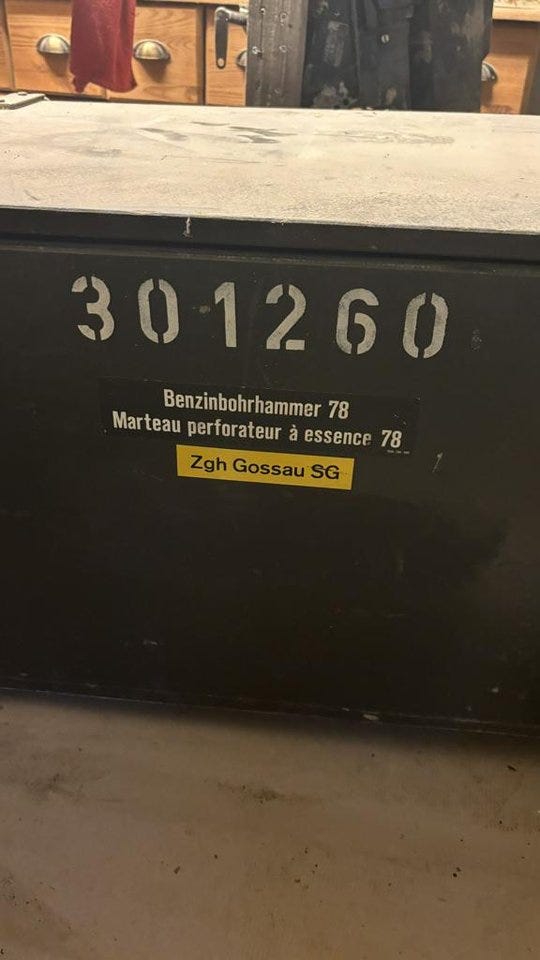 301260
Benzinbohrhammer 78
Marteau perforateur à essence 78
Zgh Gossau SG